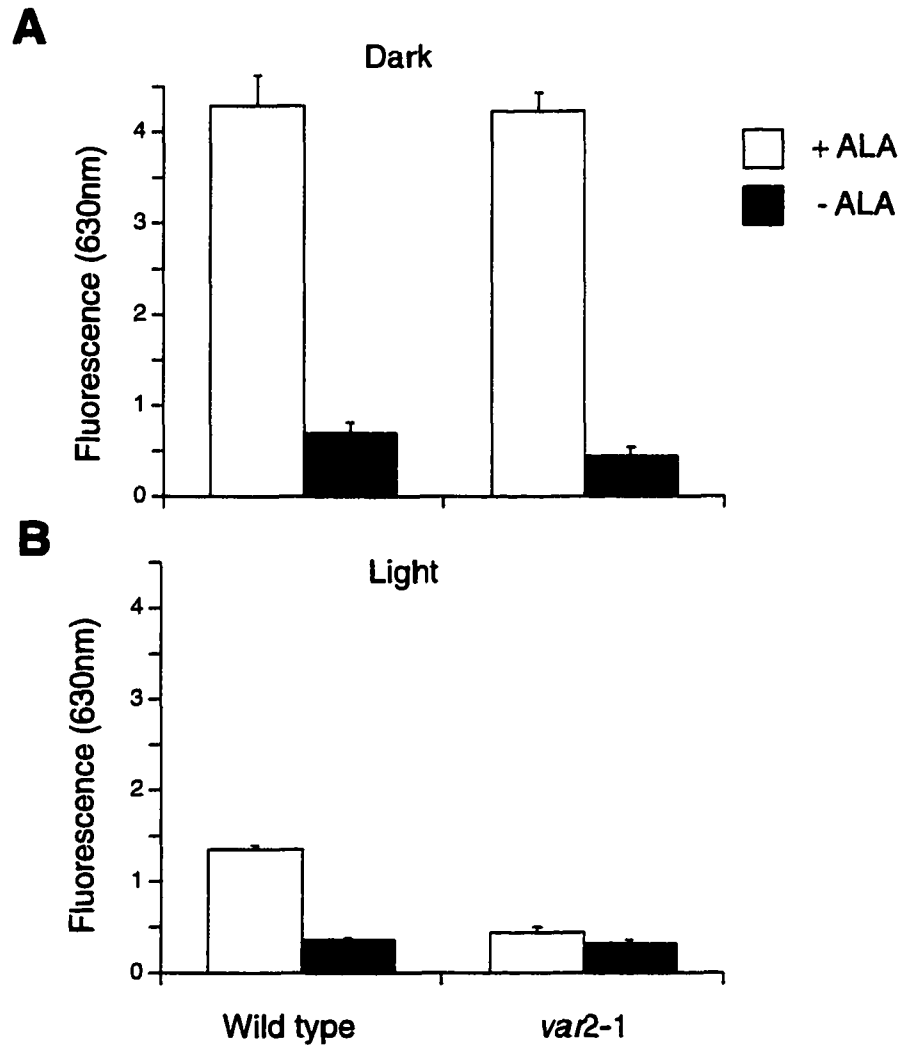 A
Dark
Fluorescence (630nm)
4
3
2
1
0
+ ALA
- ALA
B
Light
Fluorescence (630nm)
4
3
2
1
0
Wild type
var2-1